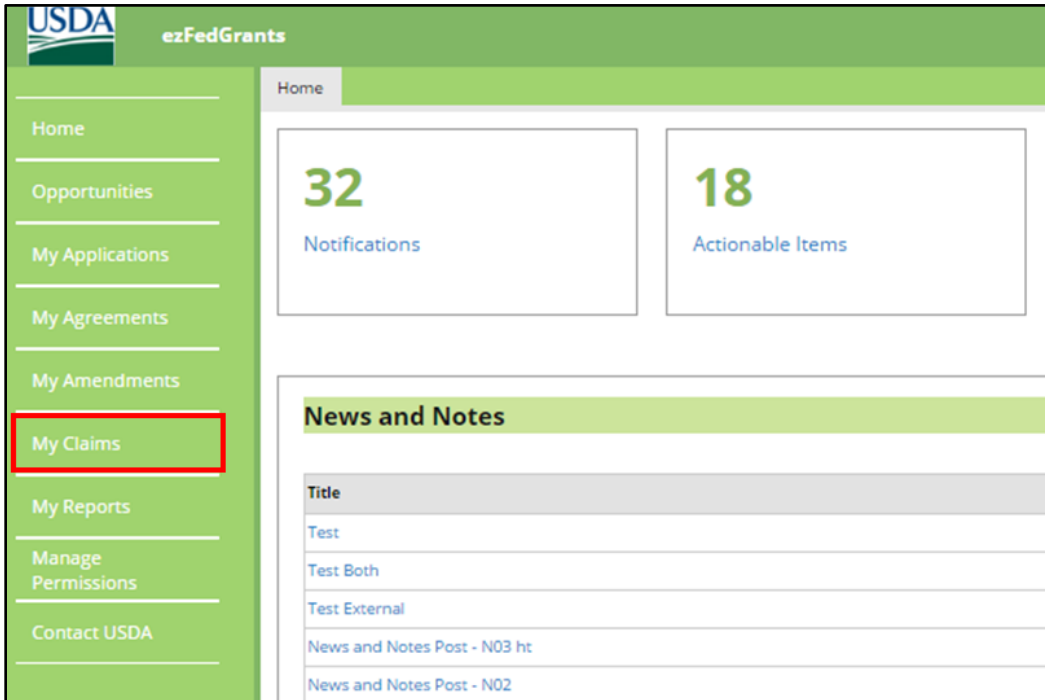 USDA
ezFedGrants
Home
Home
Opportunities
My Applications
My Agreements
My Amendments
My Claims
My Reports
Manage
Permissions
Contact USDA
32
Notifications
18
Actionable Items
News and Notes
Title
Test
Test Both
Test External
News and Notes Post - N03 ht
News and Notes Post - N02